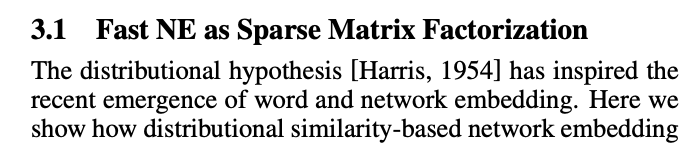 3.1 Fast NE as Sparse Matrix Factorization
The distributional hypothesis [Harris, 1954] has inspired the
recent emergence of word and network embedding. Here we
show how distributional similarity-based network embedding